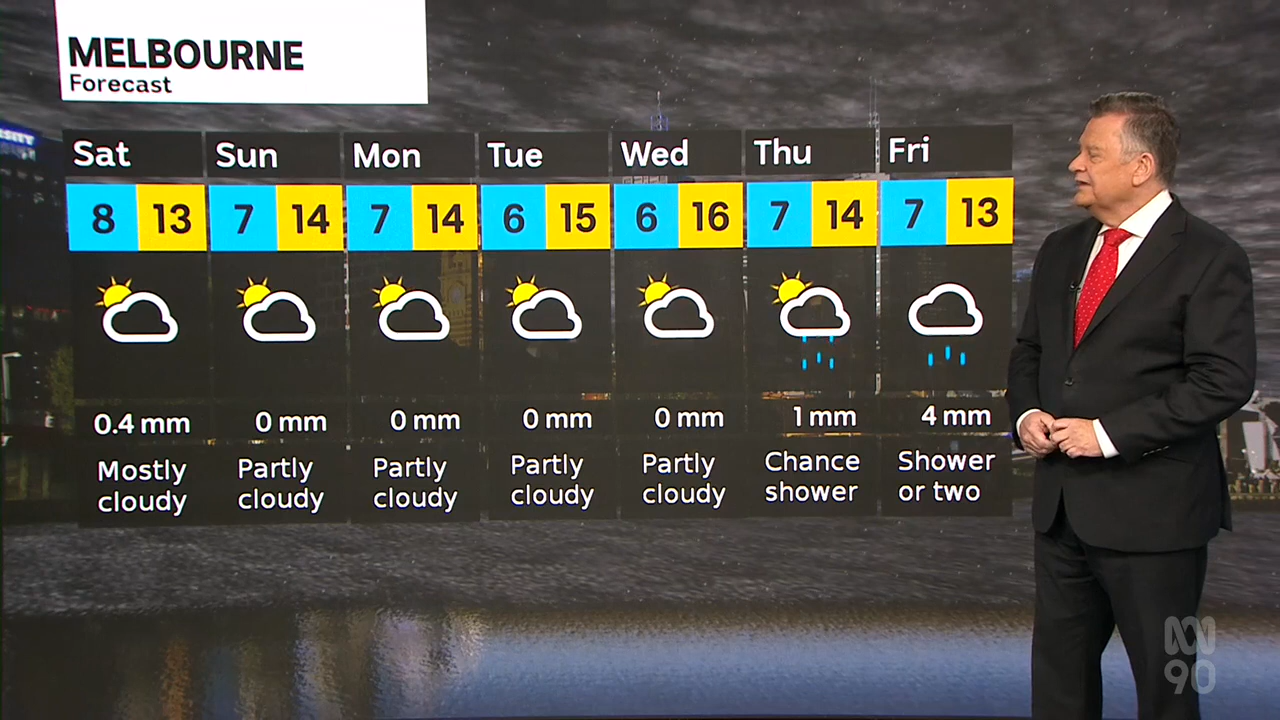 MELBOURNE
Forecast
Sat Sun Mon Tue Wed Thu Fri
8 13 7 14 7 14 6 15 6 16 7 14 7 13
0.4 mm 0 mm 0 mm 0 mm 0 mm 1 mm 4 mm
Mostly Partly Partly Partly Partly Chance Shower
cloudy cloudy cloudy cloudy cloudy shower or two
90